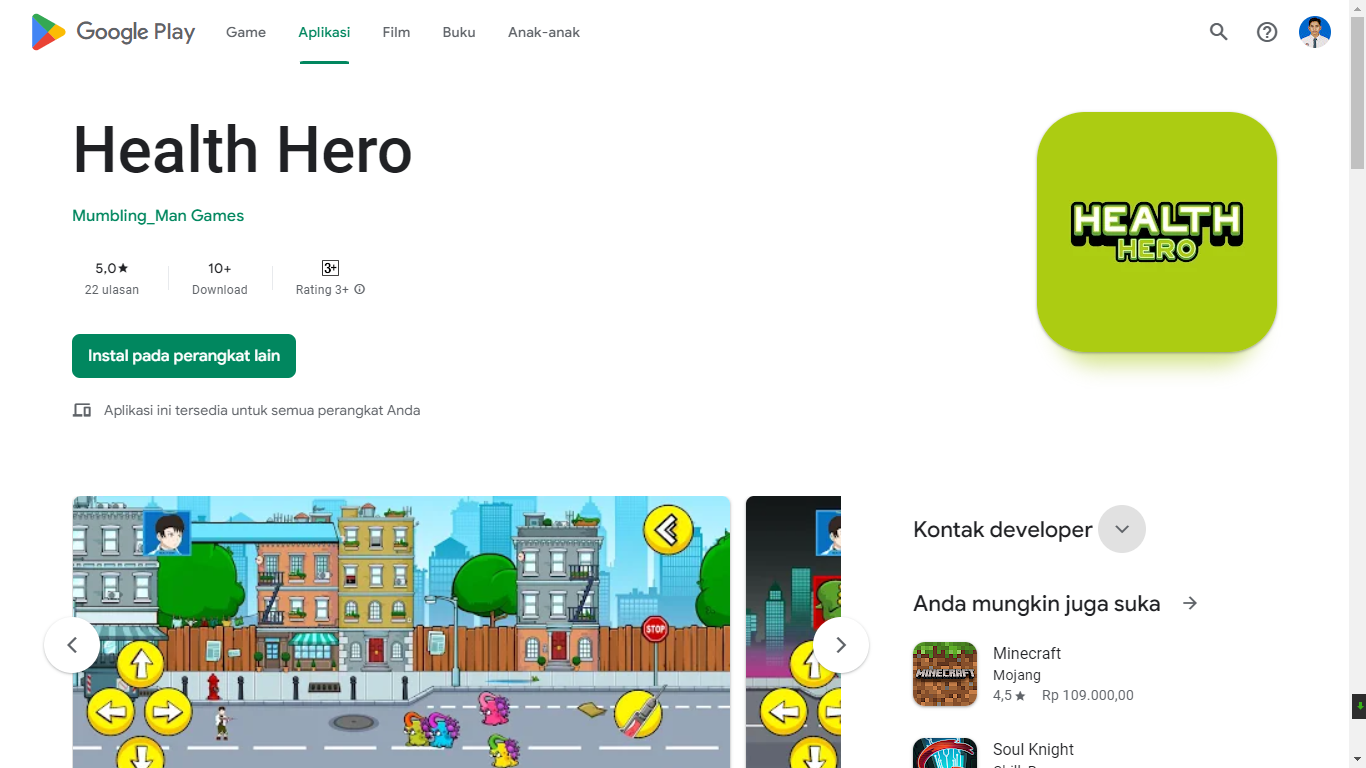 Google Play
Game
Aplikasi
Film
Buku
Anak-anak
Health Hero
Mumbling_Man Games
5,0★
22 ulasan
10+
Download
3+
Rating 3+
Instal pada perangkat lain
Aplikasi ini tersedia untuk semua perangkat Anda
HEALTH
HERO
STOP
Kontak developer
Anda mungkin juga suka
MINECRAFT
Minecraft
Mojang
4,5★ Rp 109.000,00
Soul Knight